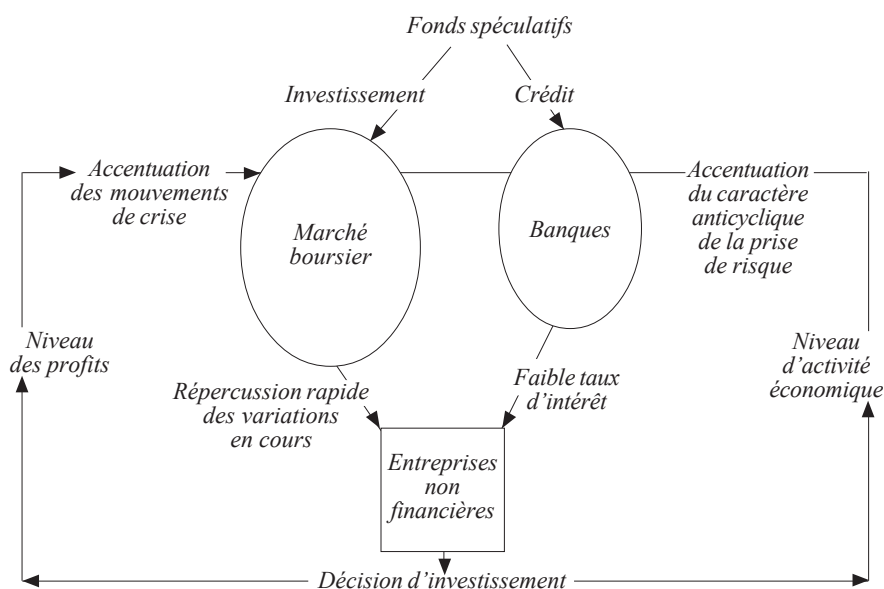 Fonds spéculatifs
Investissement
Crédit
Accentuation
des mouvements
de crise
Marché
boursier
Banques
Accentuation
du caractère
anticyclique
de la prise
de risque
Niveau
des profits
Répercussion rapide
des variations
en cours
Faible taux
d'intérêt
Niveau
d'activité
économique
Entreprises
non
financières
Décision d'investissement